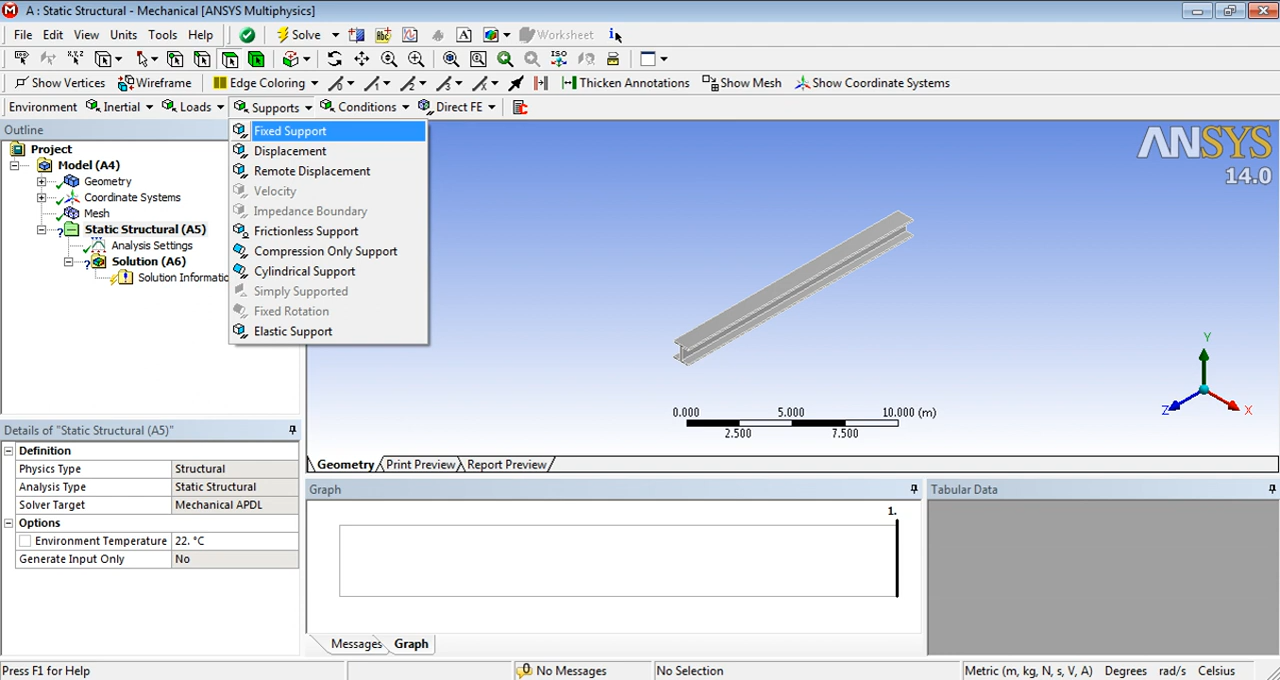 A : Static Structural - Mechanical [ANSYS Multiphysics]
File Edit View Units Tools Help Solve Worksheet
Show Vertices Wireframe Edge Coloring Thicken Annotations Show Mesh Show Coordinate Systems
Environment Inertial Loads Supports Conditions Direct FE
Outline
Project
Model (A4)
Geometry
Coordinate Systems
Mesh
Static Structural (A5)
Analysis Settings
Solution (A6)
Solution Informatic
Fixed Support
Displacement
Remote Displacement
Velocity
Impedance Boundary
Frictionless Support
Compression Only Support
Cylindrical Support
Simply Supported
Fixed Rotation
Elastic Support
ANSYS
14.0
Y
Z X
0.000 5.000 10.000 (m)
2.500 7.500
Geometry Print Preview Report Preview
Details of "Static Structural (A5)"
Definition
Physics Type Structural
Analysis Type Static Structural
Solver Target Mechanical APDL
Options
Environment Temperature 22. °C
Generate Input Only No
Graph
1.
Messages Graph
Tabular Data
Press F1 for Help
0 No Messages
No Selection
Metric (m, kg, N, s, V, A) Degrees rad/s Celsius